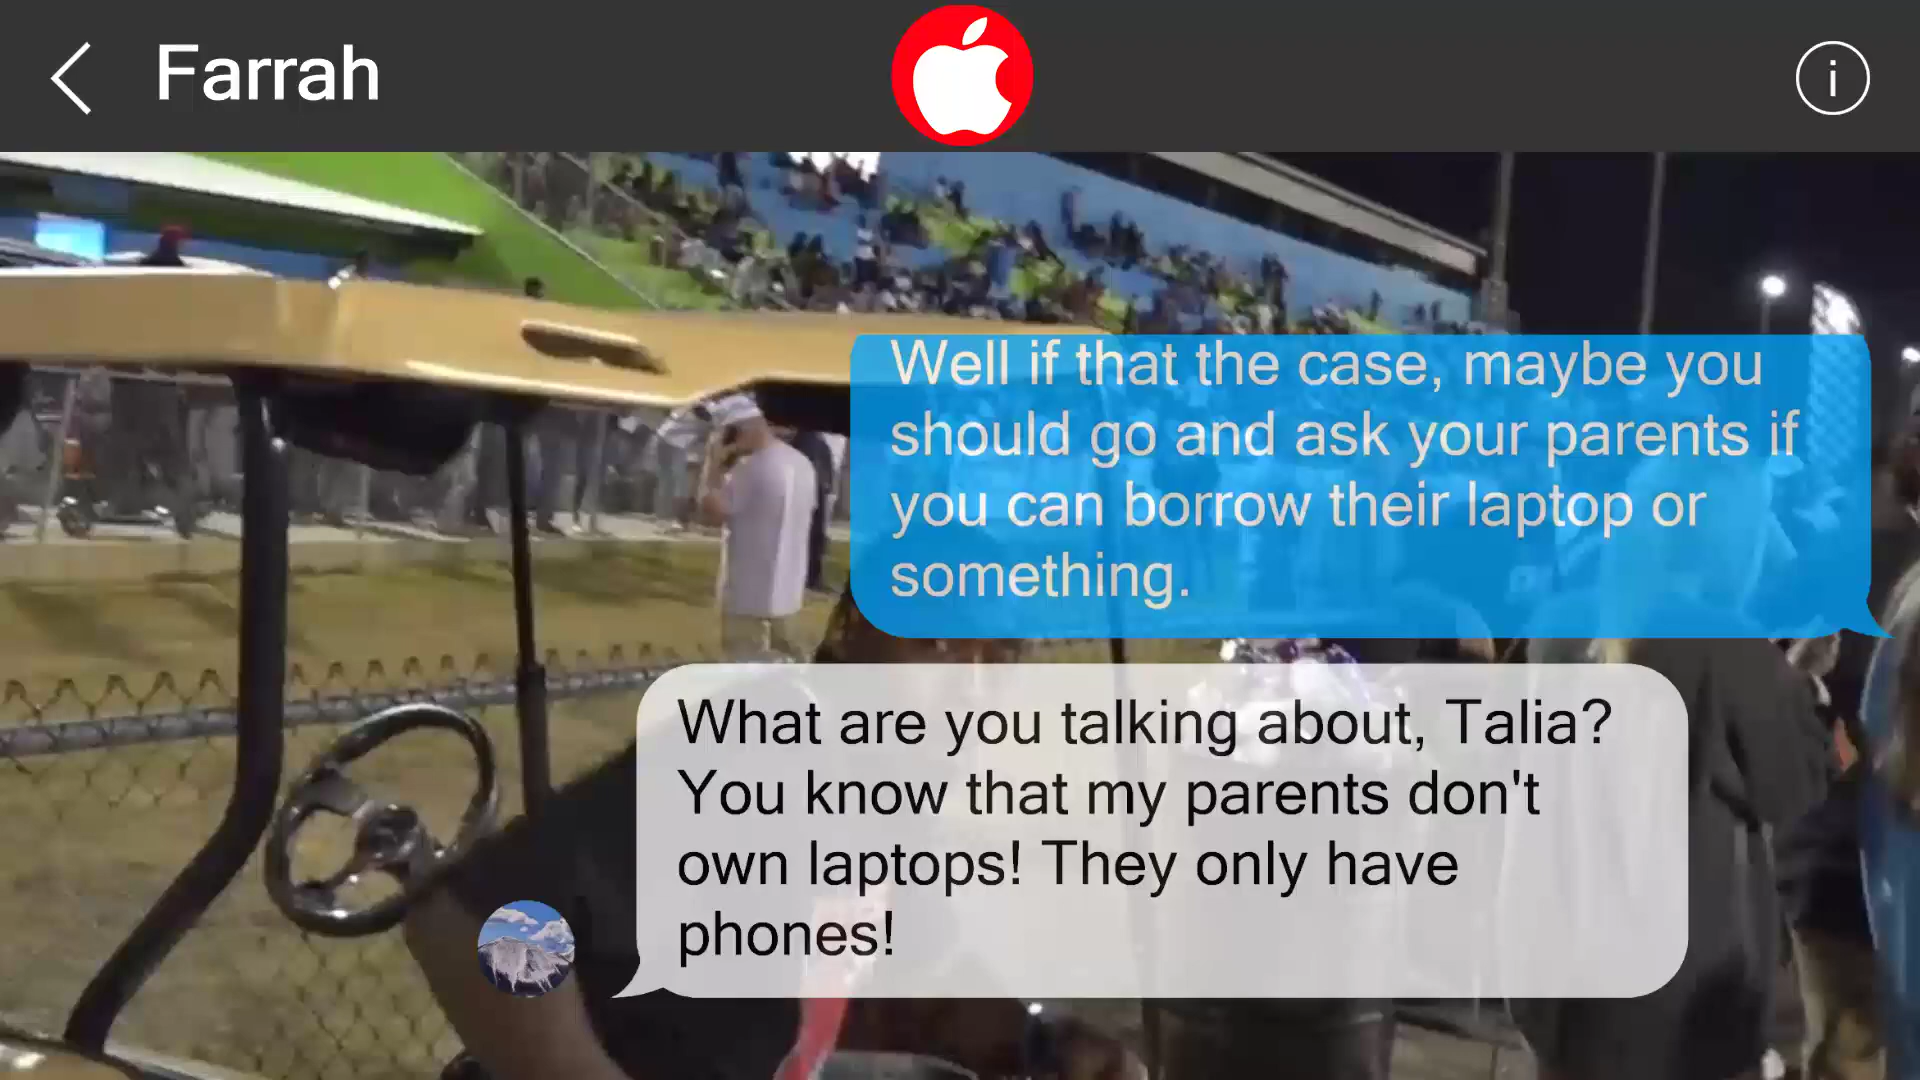 Farrah
Well if that the case, maybe you
should go and ask your parents if
you can borrow their laptop or
something.
What are you talking about, Talia?
You know that my parents don't
own laptops! They only have
phones!